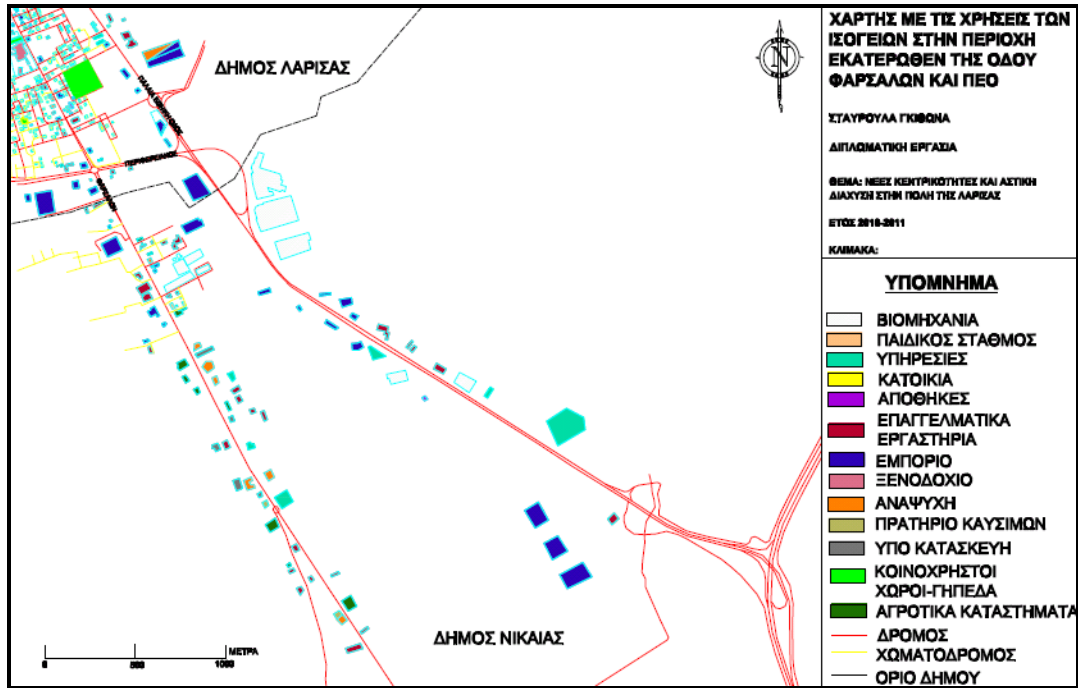 ΧΑΡΤΗΣ ΜΕ ΤΙΣ ΧΡΗΣΕΙΣ ΤΩΝ
ΙΣΟΓΕΙΩΝ ΣΤΗΝ ΠΕΡΙΟΧΗ
ΕΚΑΤΕΡΩΘΕΝ ΤΗΣ ΟΔΟΥ
ΦΑΡΣΑΛΩΝ ΚΑΙ ΠΕΟ
ΣΤΑΥΡΟΥΛΑ ΓΚΙΘΩΝΑ
ΔΙΠΛΩΜΑΤΙΚΗ ΕΡΓΑΣΙΑ
ΘΕΜΑ: ΝΕΕΣ ΚΕΝΤΡΙΚΟΤΗΤΕΣ ΚΑΙ ΑΣΤΙΚΗ
ΔΙΑΧΥΣΗ ΣΤΗΝ ΠΟΛΗ ΤΗΣ ΛΑΡΙΣΑΣ
ΕΤΟΣ 2010-2011
ΚΛΙΜΑΚΑ:
ΥΠΟΜΝΗΜΑ
ΒΙΟΜΗΧΑΝΙΑ
ΠΑΙΔΙΚΟΣ ΣΤΑΘΜΟΣ
ΥΠΗΡΕΣΙΕΣ
ΚΑΤΟΙΚΙΑ
ΑΠΟΘΗΚΕΣ
ΕΠΑΓΓΕΛΜΑΤΙΚΑ
ΕΡΓΑΣΤΗΡΙΑ
ΕΜΠΟΡΙΟ
ΞΕΝΟΔΟΧΙΟ
ΑΝΑΨΥΧΗ
ΠΡΑΤΗΡΙΟ ΚΑΥΣΙΜΩΝ
ΥΠΟ ΚΑΤΑΣΚΕΥΗ
ΚΟΙΝΟΧΡΗΣΤΟΙ
ΧΩΡΟΙ-ΓΗΠΕΔΑ
ΑΓΡΟΤΙΚΑ ΚΑΤΑΣΤΗΜΑΤΑ
ΔΡΟΜΟΣ
ΧΩΜΑΤΟΔΡΟΜΟΣ
ΟΡΙΟ ΔΗΜΟΥ
ΔΗΜΟΣ ΛΑΡΙΣΑΣ
N
ΔΗΜΟΣ ΝΙΚΑΙΑΣ
ΜΕΤΡΑ
0 500 1000